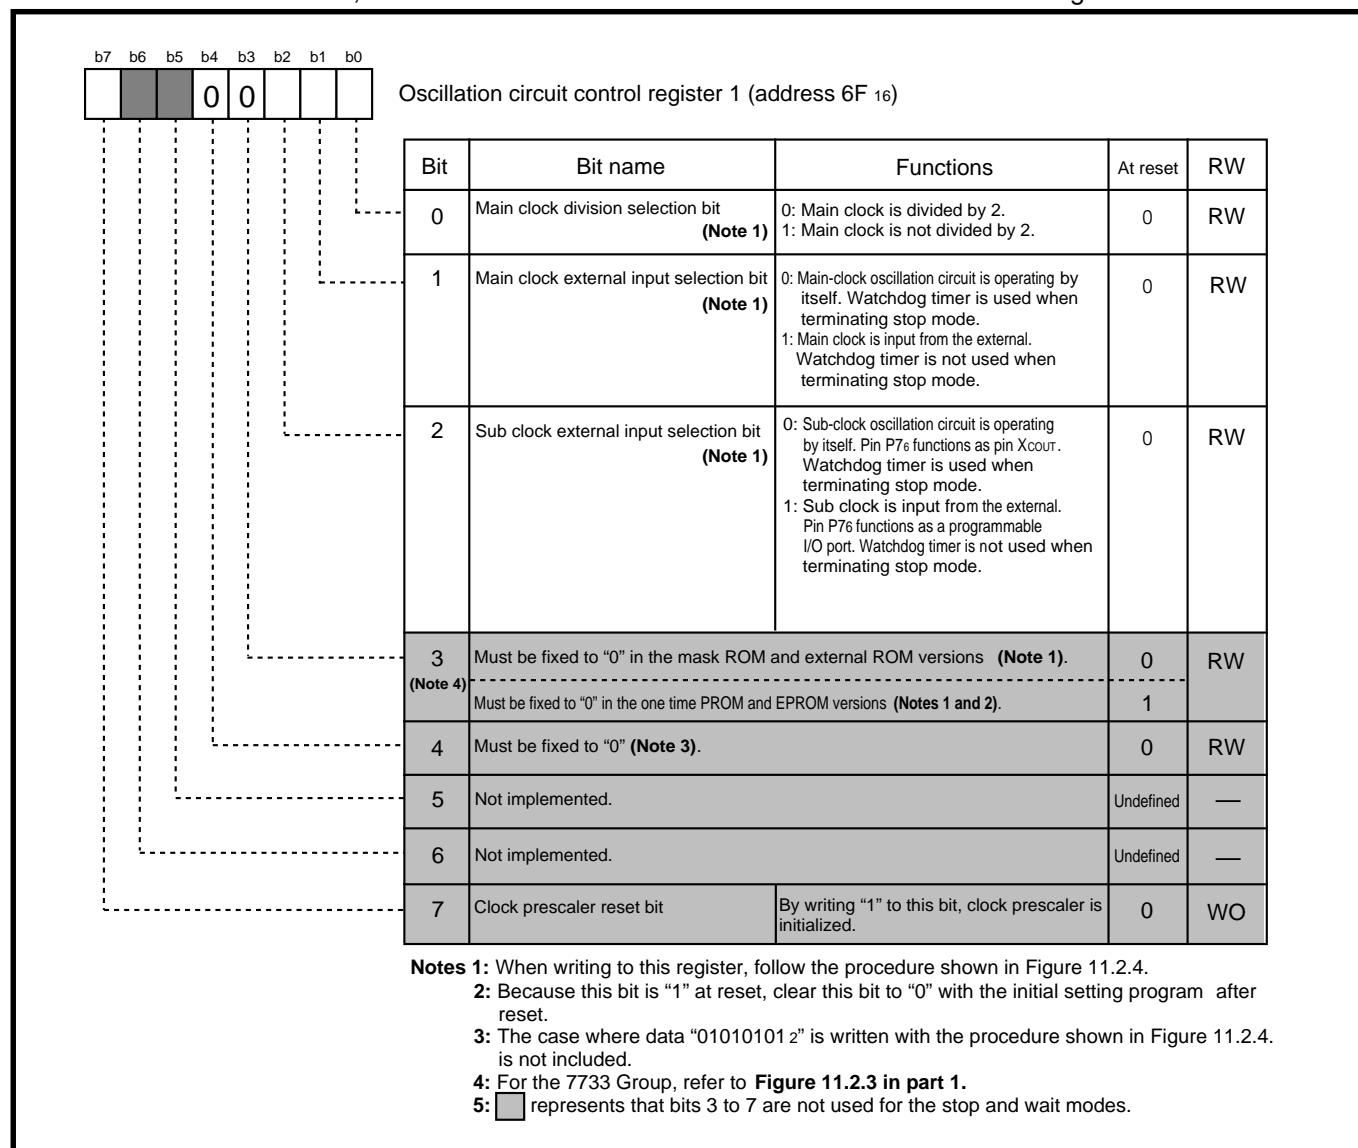 b7 b6 b5 b4 b3 b2 b1 b0
0 0
Oscillation circuit control register 1 (address 6F 16)
Bit Bit name Functions At reset RW
0 Main clock division selection bit 0: Main clock is divided by 2. 0 RW
(Note 1) 1: Main clock is not divided by 2.
1 Main clock external input selection bit 0: Main-clock oscillation circuit is operating by 0 RW
(Note 1) itself. Watchdog timer is used when
terminating stop mode.
1: Main clock is input from the external.
Watchdog timer is not used when
terminating stop mode.
2 Sub clock external input selection bit 0: Sub-clock oscillation circuit is operating 0 RW
(Note 1) by itself. Pin P76 functions as pin XCOUT.
Watchdog timer is used when
terminating stop mode.
1: Sub clock is input from the external.
Pin P76 functions as a programmable
I/O port. Watchdog timer is not used when
terminating stop mode.
3 Must be fixed to “0” in the mask ROM and external ROM versions (Note 1). 0 RW
(Note 4)
Must be fixed to “0” in the one time PROM and EPROM versions (Notes 1 and 2). 1
4 Must be fixed to “0” (Note 3). 0 RW
5 Not implemented. Undefined —
6 Not implemented. Undefined —
7 Clock prescaler reset bit By writing “1” to this bit, clock prescaler is 0 WO
initialized.
Notes 1: When writing to this register, follow the procedure shown in Figure 11.2.4.
2: Because this bit is “1” at reset, clear this bit to “0” with the initial setting program after
reset.
3: The case where data “01010101 2” is written with the procedure shown in Figure 11.2.4.
is not included.
4: For the 7733 Group, refer to Figure 11.2.3 in part 1.
5: represents that bits 3 to 7 are not used for the stop and wait modes.